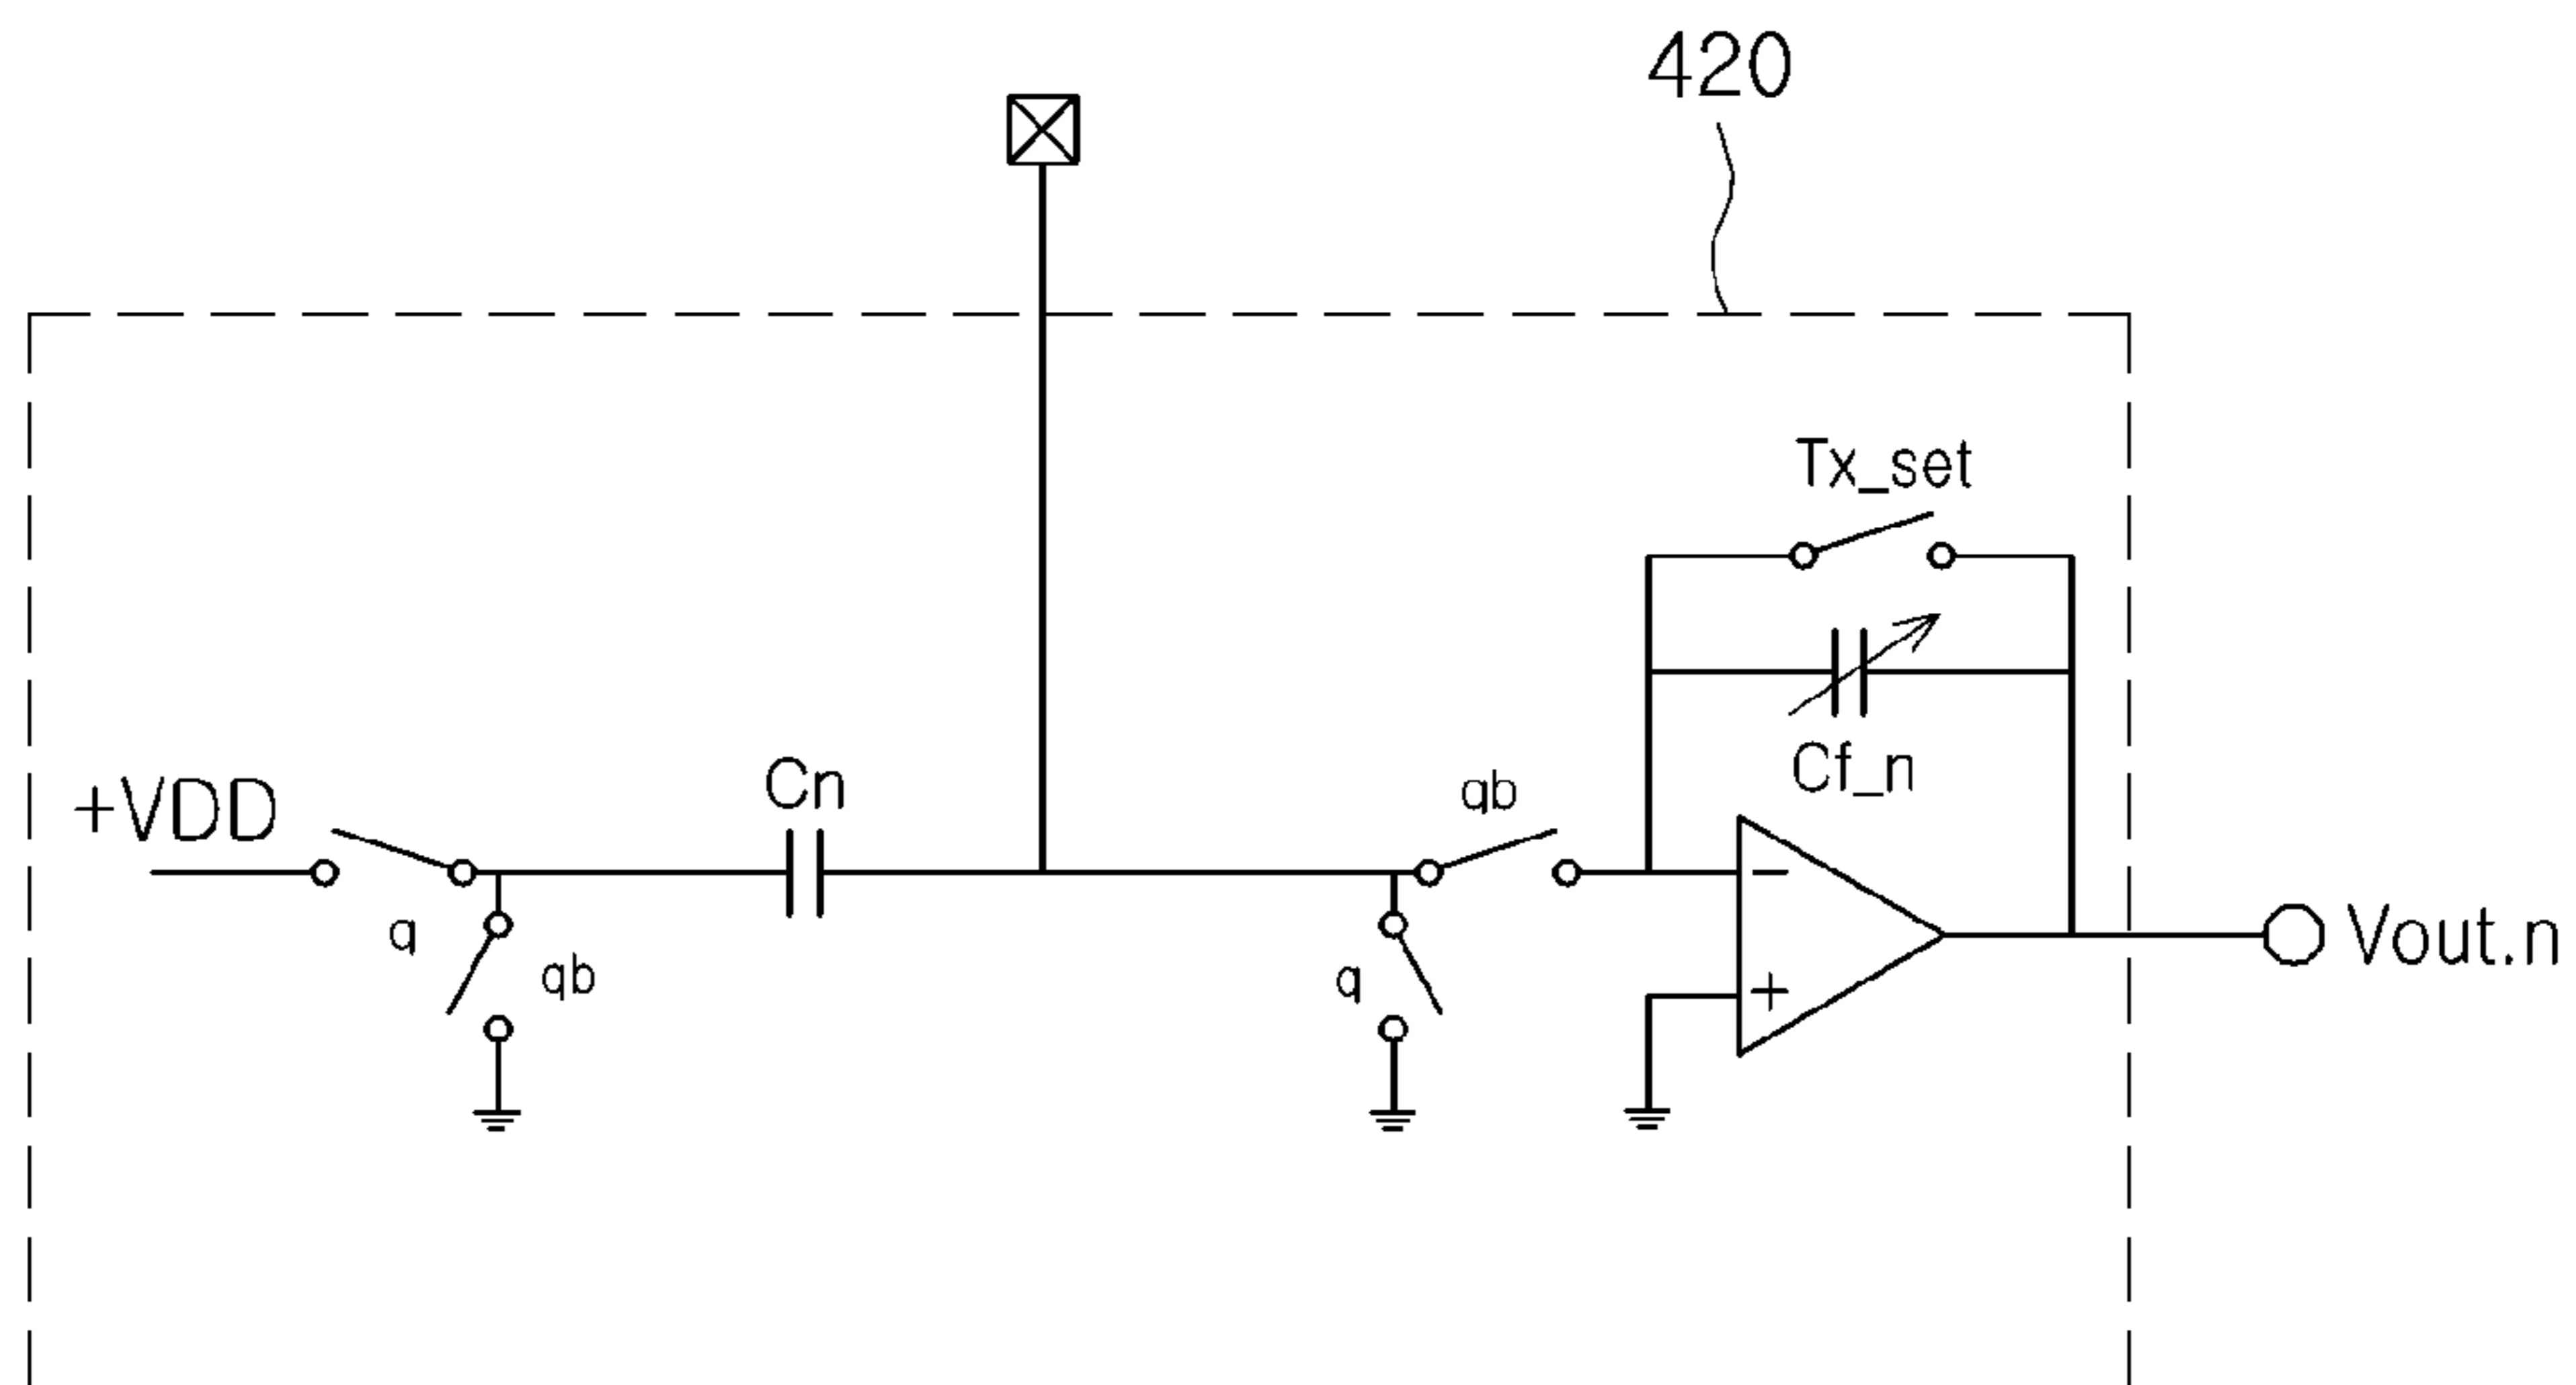 420
Tx_set
Cf_n
+VDD
Cn
qb
q
qb
q
−
+
Vout.n